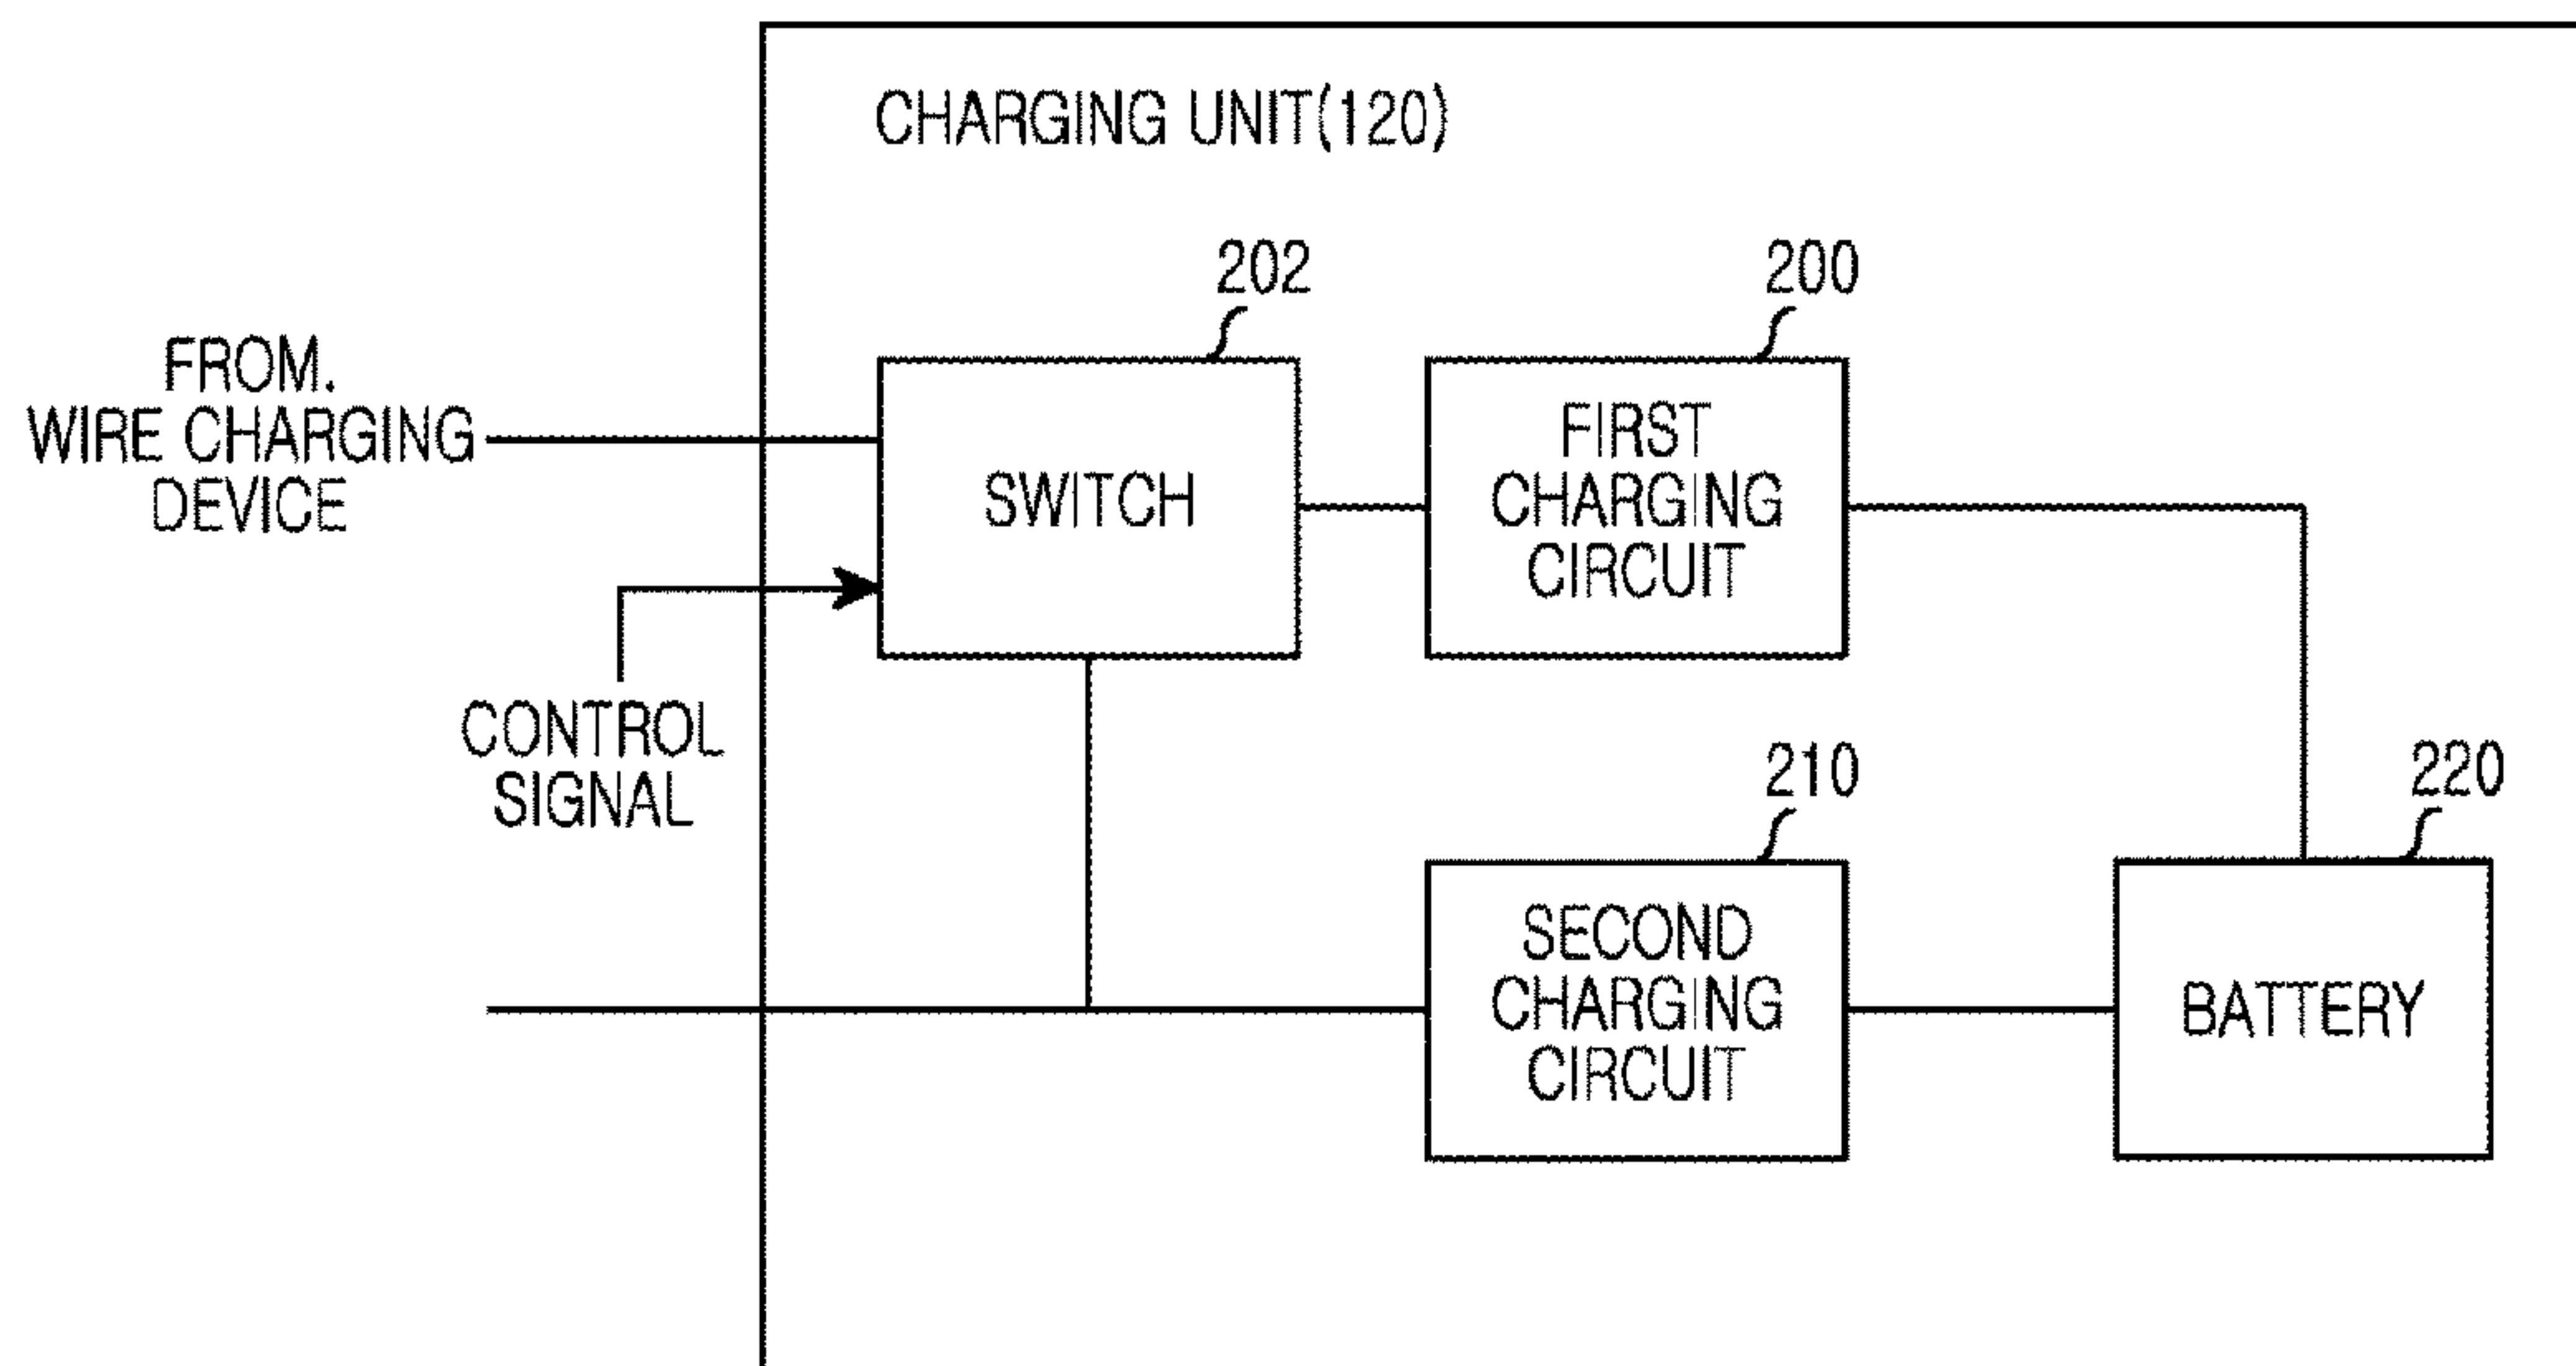 CHARGING UNIT(120)
202
200
FROM.
WIRE CHARGING
DEVICE
SWITCH
FIRST
CHARGING
CIRCUIT
CONTROL
SIGNAL
210
220
SECOND
CHARGING
CIRCUIT
BATTERY